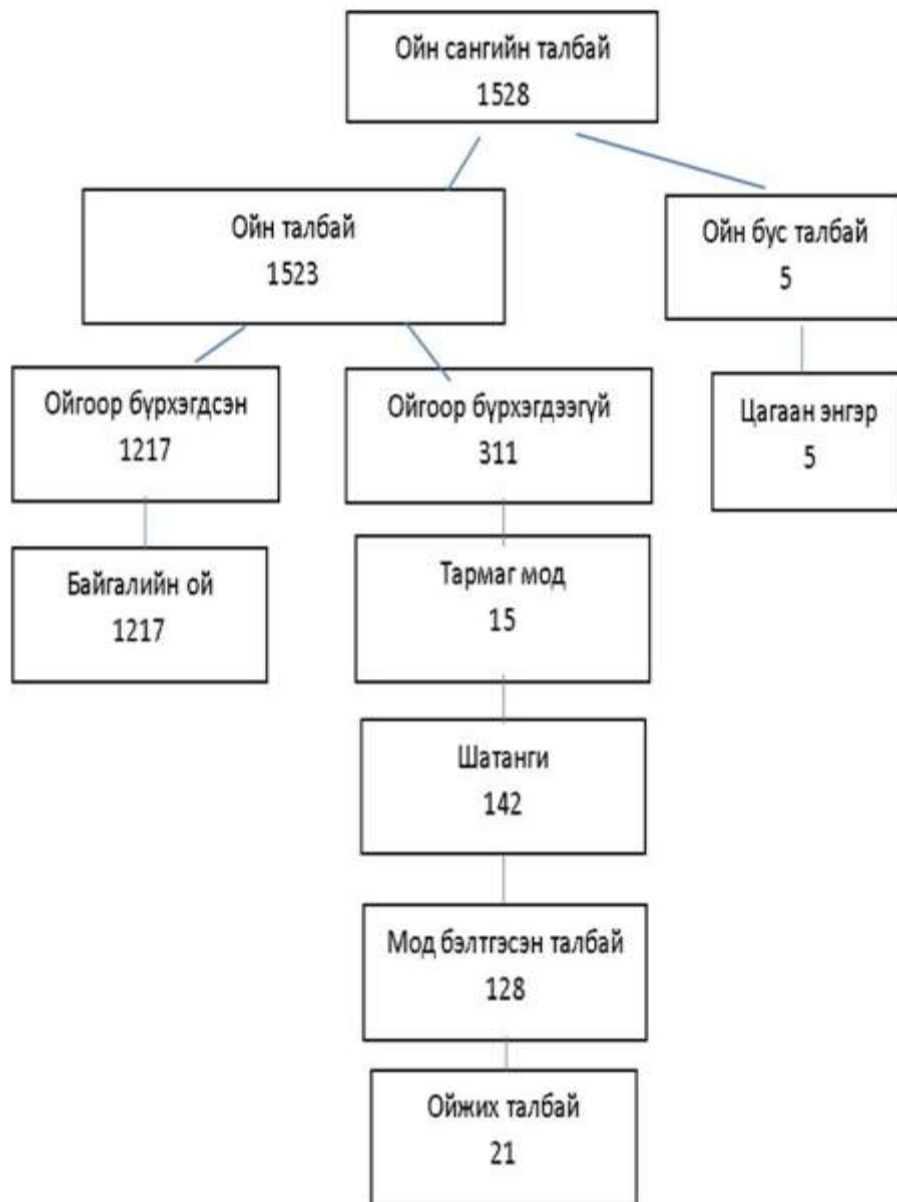 Ойн сангийн талбай
1528
Ойн талбай
1523
Ойн бус талбай
5
Ойгоор бүрхэгдсэн
1217
Ойгоор бүрхэгдээгүй
311
Цагаан энгэр
5
Байгалийн ой
1217
Тармаг мод
15
Шатанги
142
Мод бэлтгэсэн талбай
128
Ойжих талбай
21